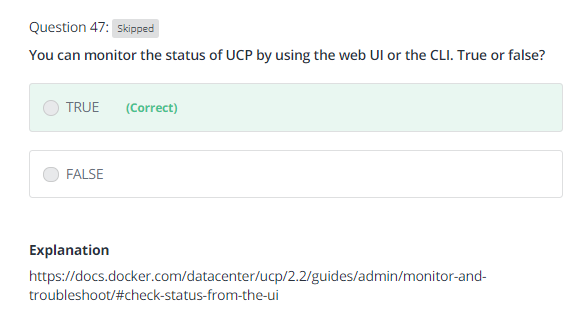 Question 47: Skipped
You can monitor the status of UCP by using the web UI or the CLI. True or false?
TRUE (Correct)
FALSE
Explanation
https://docs.docker.com/datacenter/ucp/2.2/guides/admin/monitor-and-
troubleshoot/#check-status-from-the-ui